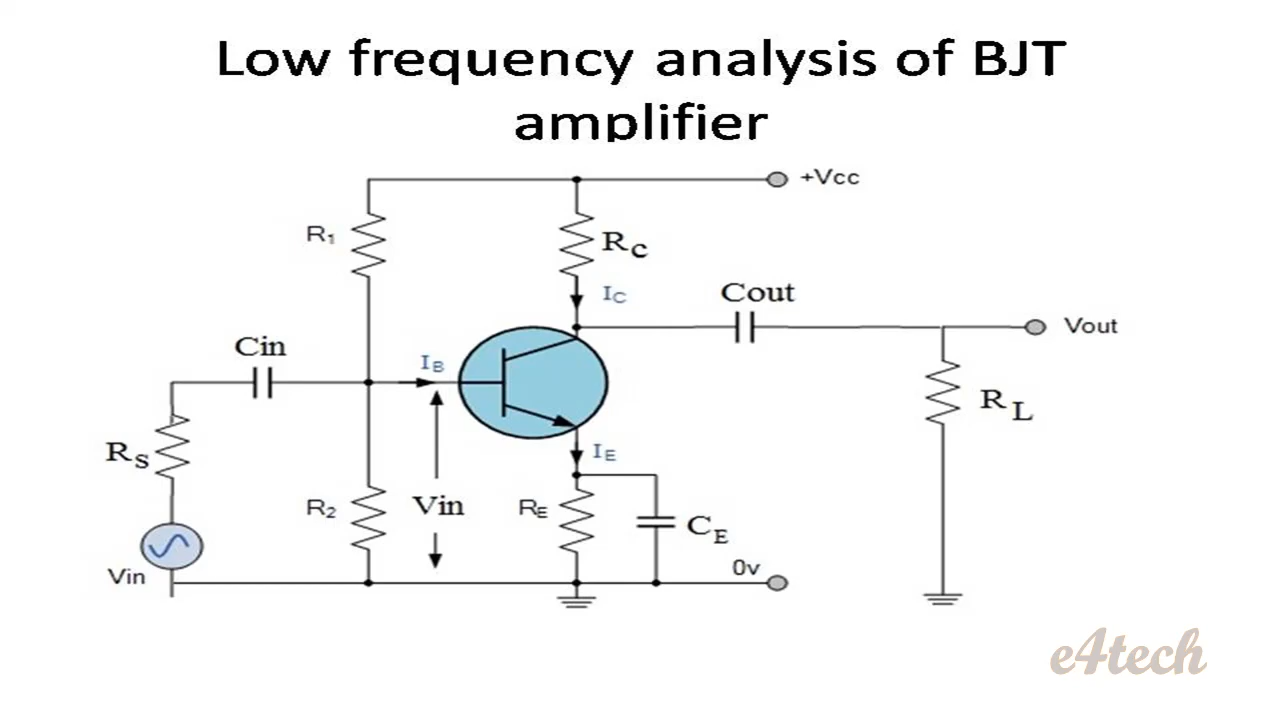 Low frequency analysis of BJT
amplifier
+Vcc
R1
Rc
IC
Cout
Vout
Cin
IB
RL
RS
IE
R2
Vin
RE
CE
0v
Vin
e4tech